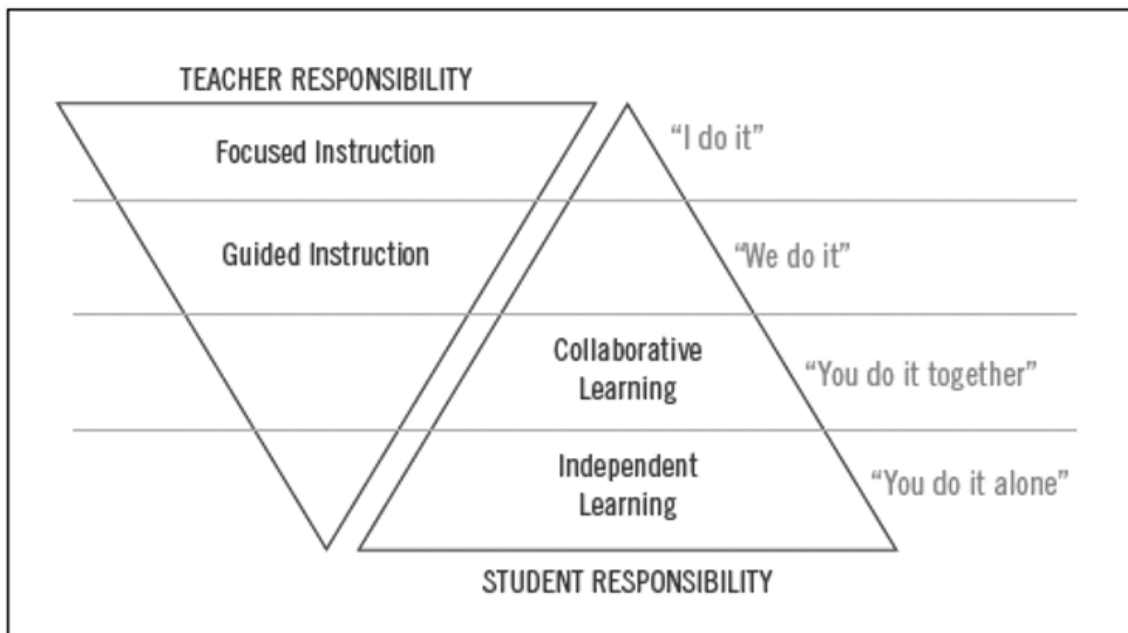 TEACHER RESPONSIBILITY
Focused Instruction
“I do it”
Guided Instruction
“We do it”
Collaborative
Learning
“You do it together”
Independent
Learning
“You do it alone”
STUDENT RESPONSIBILITY